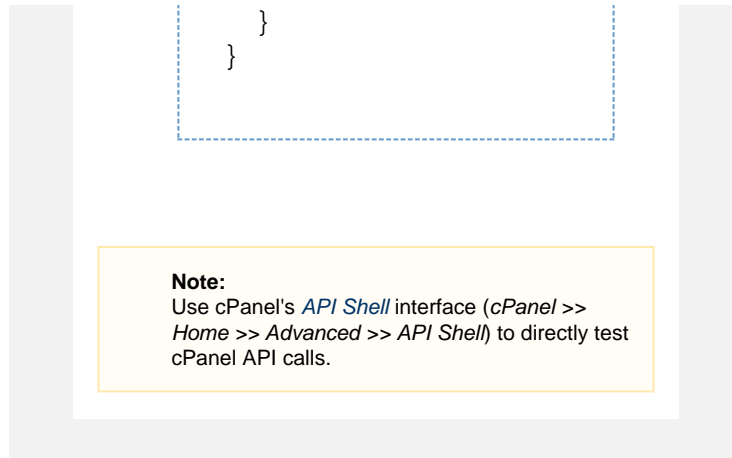 }
}
Note:
Use cPanel's API Shell interface (cPanel >>
Home >> Advanced >> API Shell) to directly test
cPanel API calls.